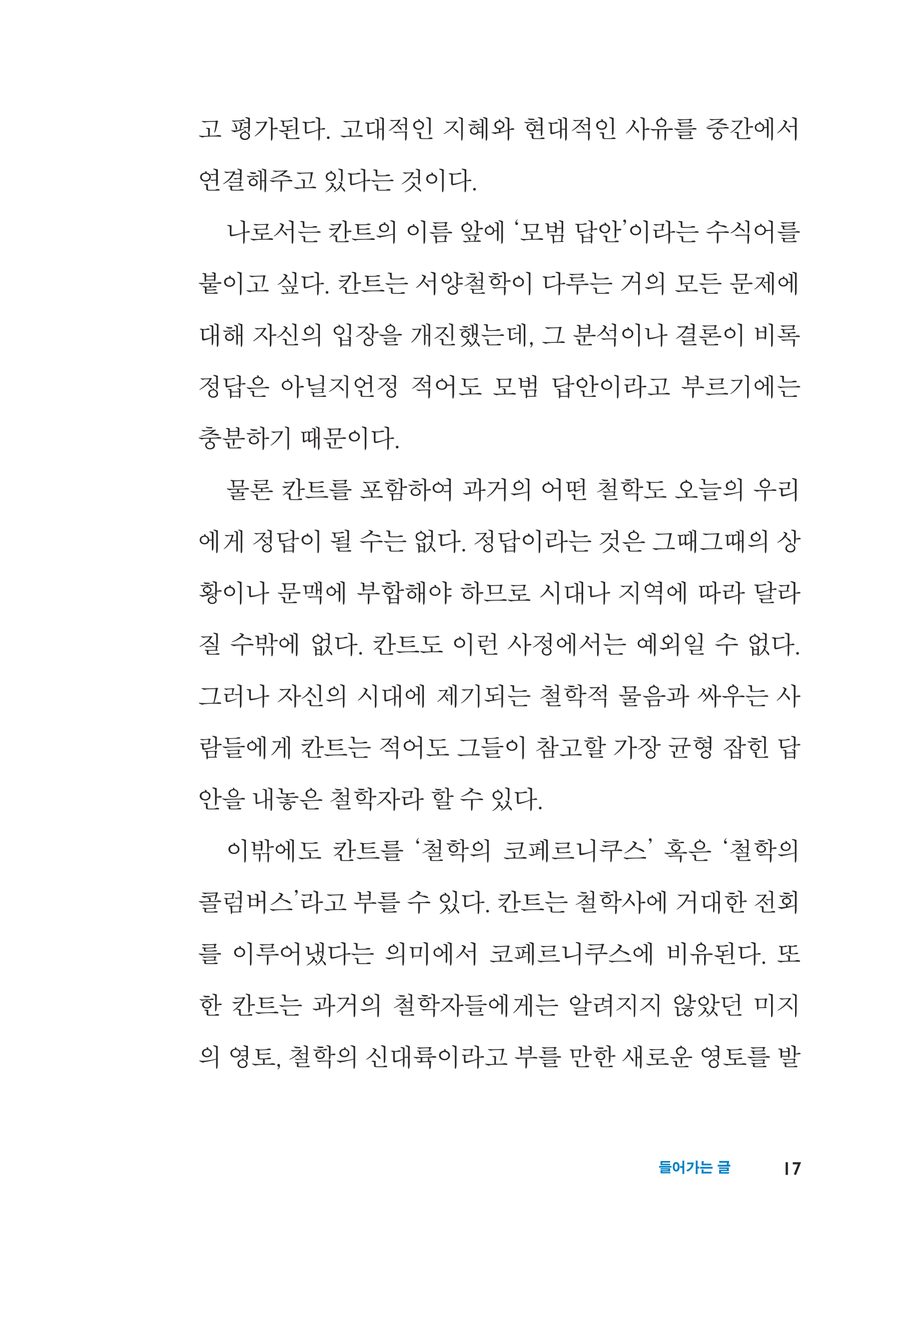 고 평가된다. 고대적인 지혜와 현대적인 사유를 중간에서
연결해주고 있다는 것이다.
나로서는 칸트의 이름 앞에 ‘모범 답안’이라는 수식어를
붙이고 싶다. 칸트는 서양철학이 다루는 거의 모든 문제에
대해 자신의 입장을 개진했는데, 그 분석이나 결론이 비록
정답은 아닐지언정 적어도 모범 답안이라고 부르기에는
충분하기 때문이다.
물론 칸트를 포함하여 과거의 어떤 철학도 오늘의 우리
에게 정답이 될 수는 없다. 정답이라는 것은 그때그때의 상
황이나 문맥에 부합해야 하므로 시대나 지역에 따라 달라
질 수밖에 없다. 칸트도 이런 사정에서는 예외일 수 없다.
그러나 자신의 시대에 제기되는 철학적 물음과 싸우는 사
람들에게 칸트는 적어도 그들이 참고할 가장 균형 잡힌 답
안을 내놓은 철학자라 할 수 있다.
이밖에도 칸트를 ‘철학의 코페르니쿠스’ 혹은 ‘철학의
콜럼버스’라고 부를 수 있다. 칸트는 철학사에 거대한 전회
를 이루어냈다는 의미에서 코페르니쿠스에 비유된다. 또
한 칸트는 과거의 철학자들에게는 알려지지 않았던 미지
의 영토, 철학의 신대륙이라고 부를 만한 새로운 영토를 발
들어가는 글 17